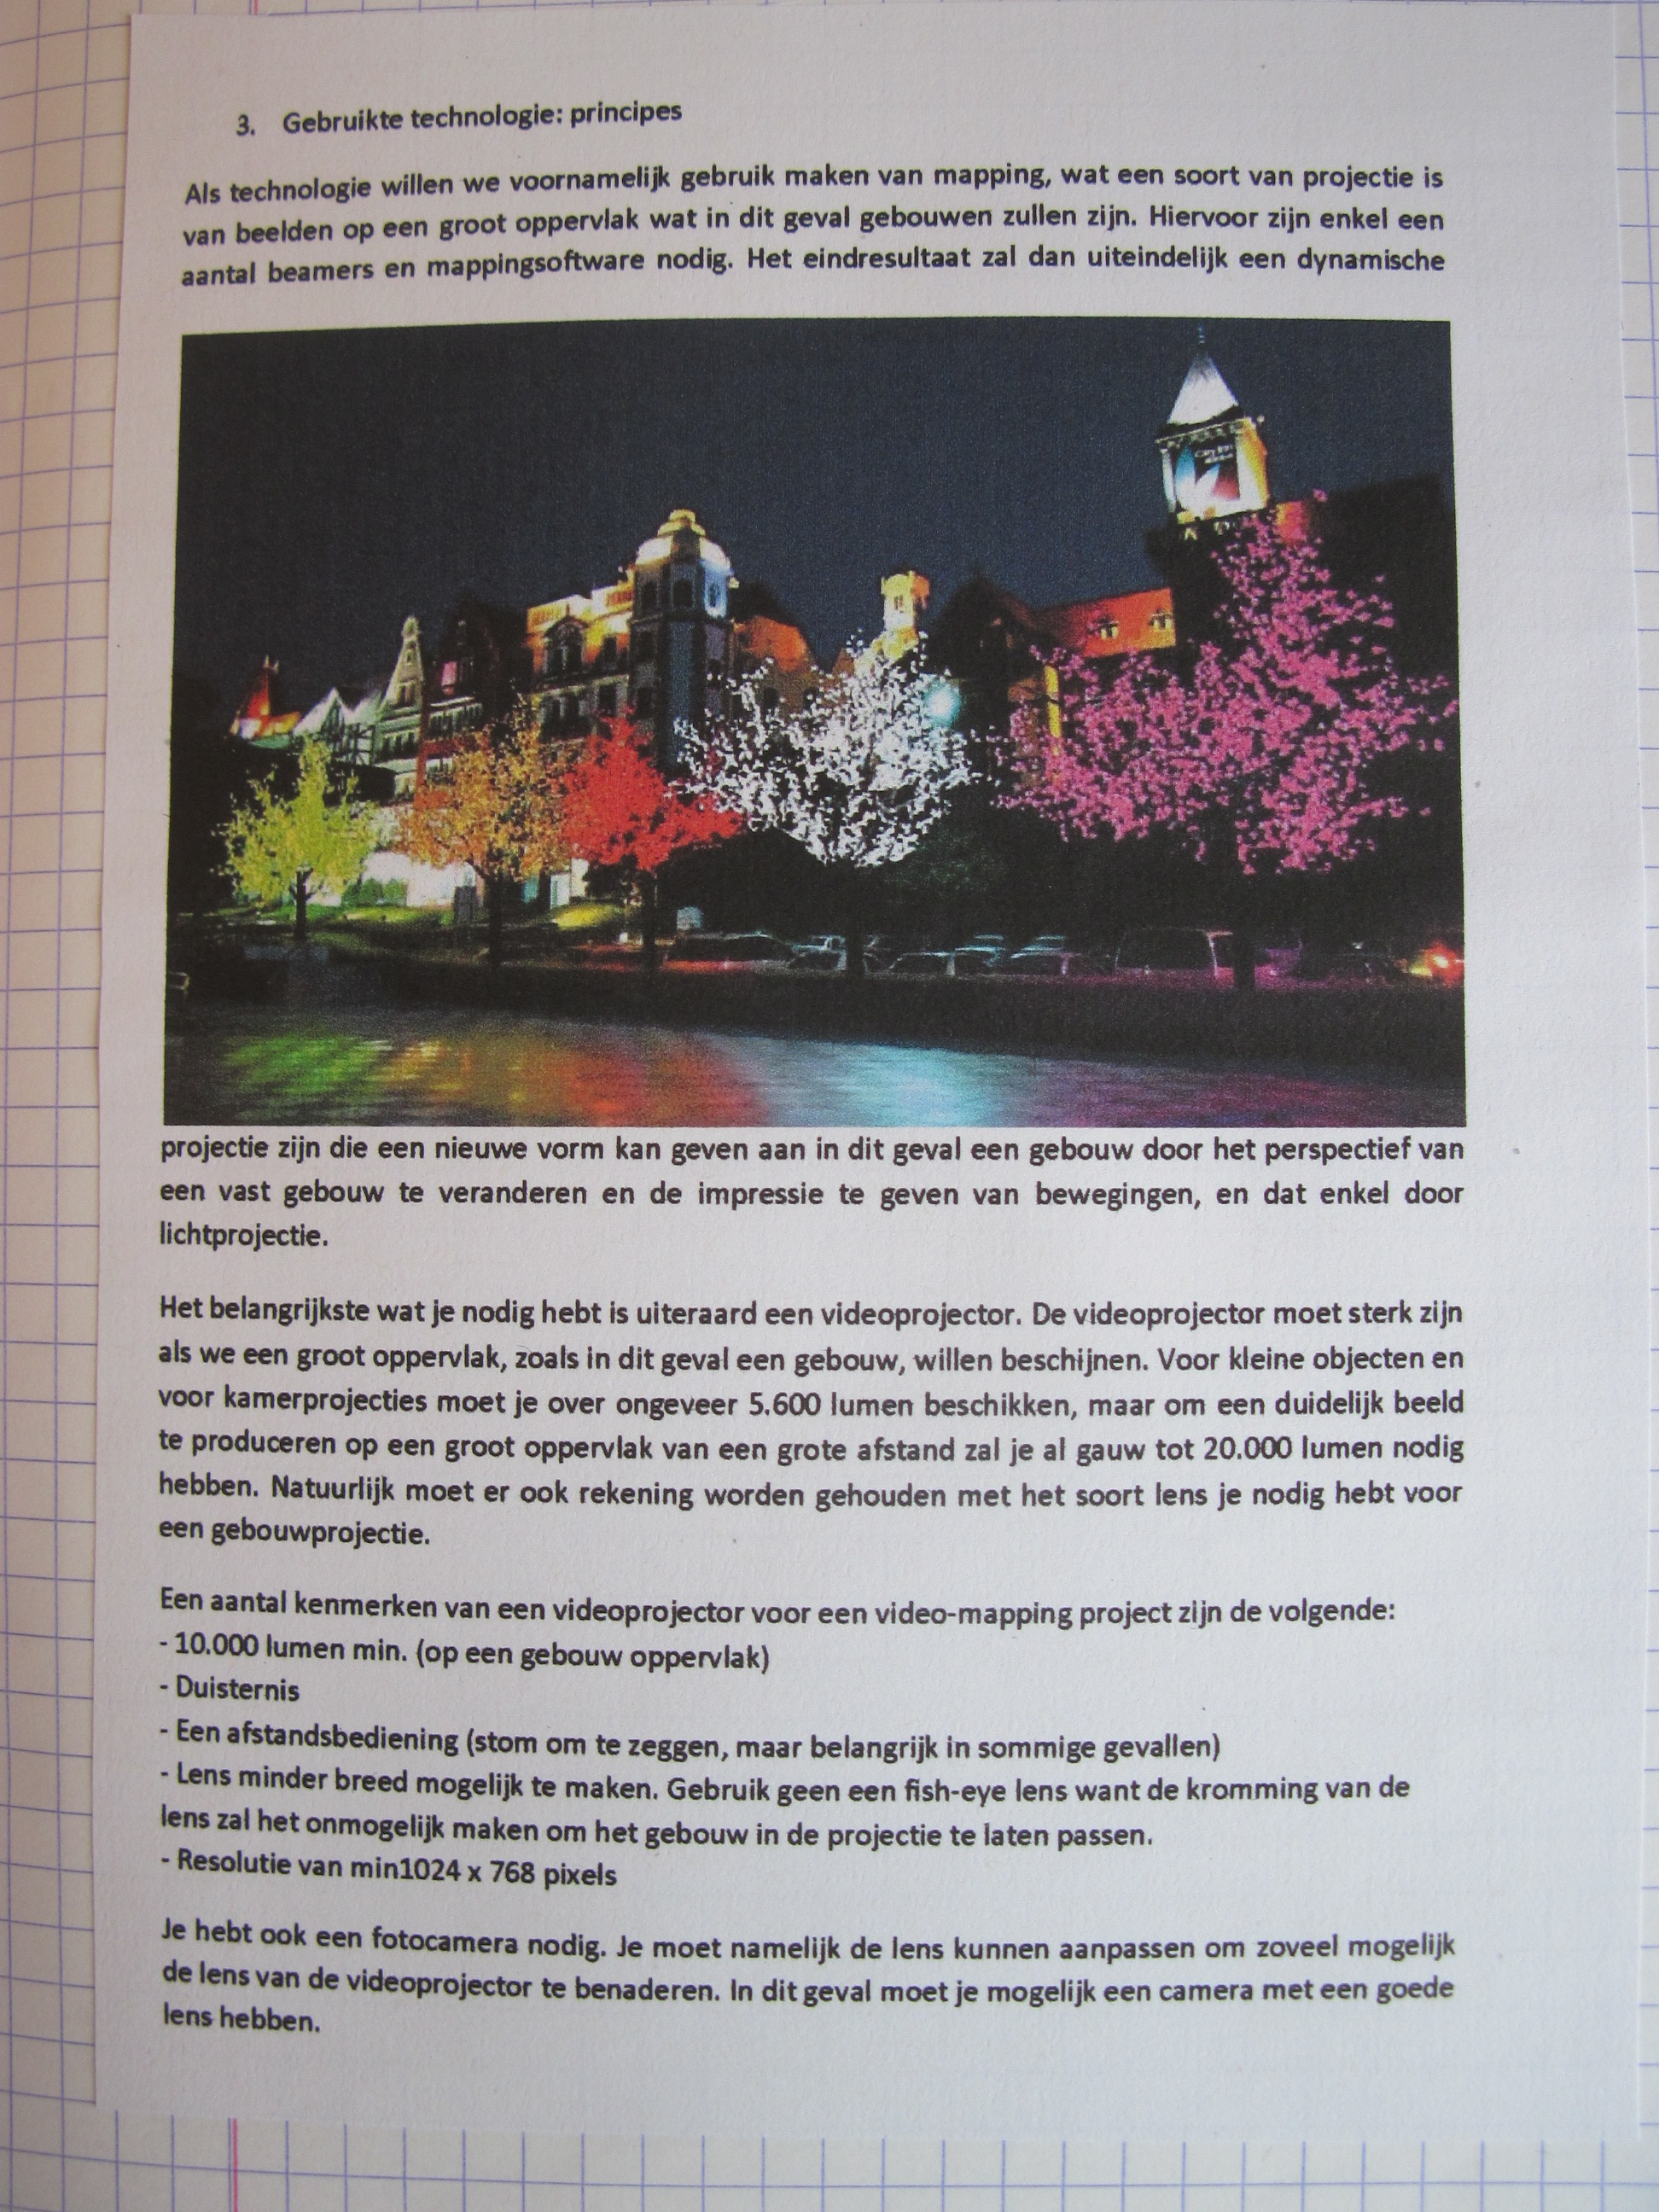 3. Gebruikte technologie: principes
Als technologie willen we voornamelijk gebruik maken van mapping, wat een soort van projectie is
van beelden op een groot oppervlak wat in dit geval gebouwen zullen zijn. Hiervoor zijn enkel een
aantal beamers en mappingsoftware nodig. Het eindresultaat zal dan uiteindelijk een dynamische
projectie zijn die een nieuwe vorm kan geven aan in dit geval een gebouw door het perspectief van
een vast gebouw te veranderen en de impressie te geven van bewegingen, en dat enkel door
lichtprojectie.
Het belangrijkste wat je nodig hebt is uiteraard een videoprojector. De videoprojector moet sterk zijn
als we een groot oppervlak, zoals in dit geval een gebouw, willen beschijnen. Voor kleine objecten en
voor kamerprojecties moet je over ongeveer 5.600 lumen beschikken, maar om een duidelijk beeld
te produceren op een groot oppervlak van een grote afstand zal je al gauw tot 20.000 lumen nodig
hebben. Natuurlijk moet er ook rekening worden gehouden met het soort lens je nodig hebt voor
een gebouwprojectie.
Een aantal kenmerken van een videoprojector voor een video-mapping project zijn de volgende:
- 10.000 lumen min. (op een gebouw oppervlak)
- Duisternis
- Een afstandsbediening (stom om te zeggen, maar belangrijk in sommige gevallen)
- Lens minder breed mogelijk te maken. Gebruik geen een fish-eye lens want de kromming van de
lens zal het onmogelijk maken om het gebouw in de projectie te laten passen.
- Resolutie van min1024 x 768 pixels
Je hebt ook een fotocamera nodig. Je moet namelijk de lens kunnen aanpassen om zoveel mogelijk
de lens van de videoprojector te benaderen. In dit geval moet je mogelijk een camera met een goede
lens hebben.